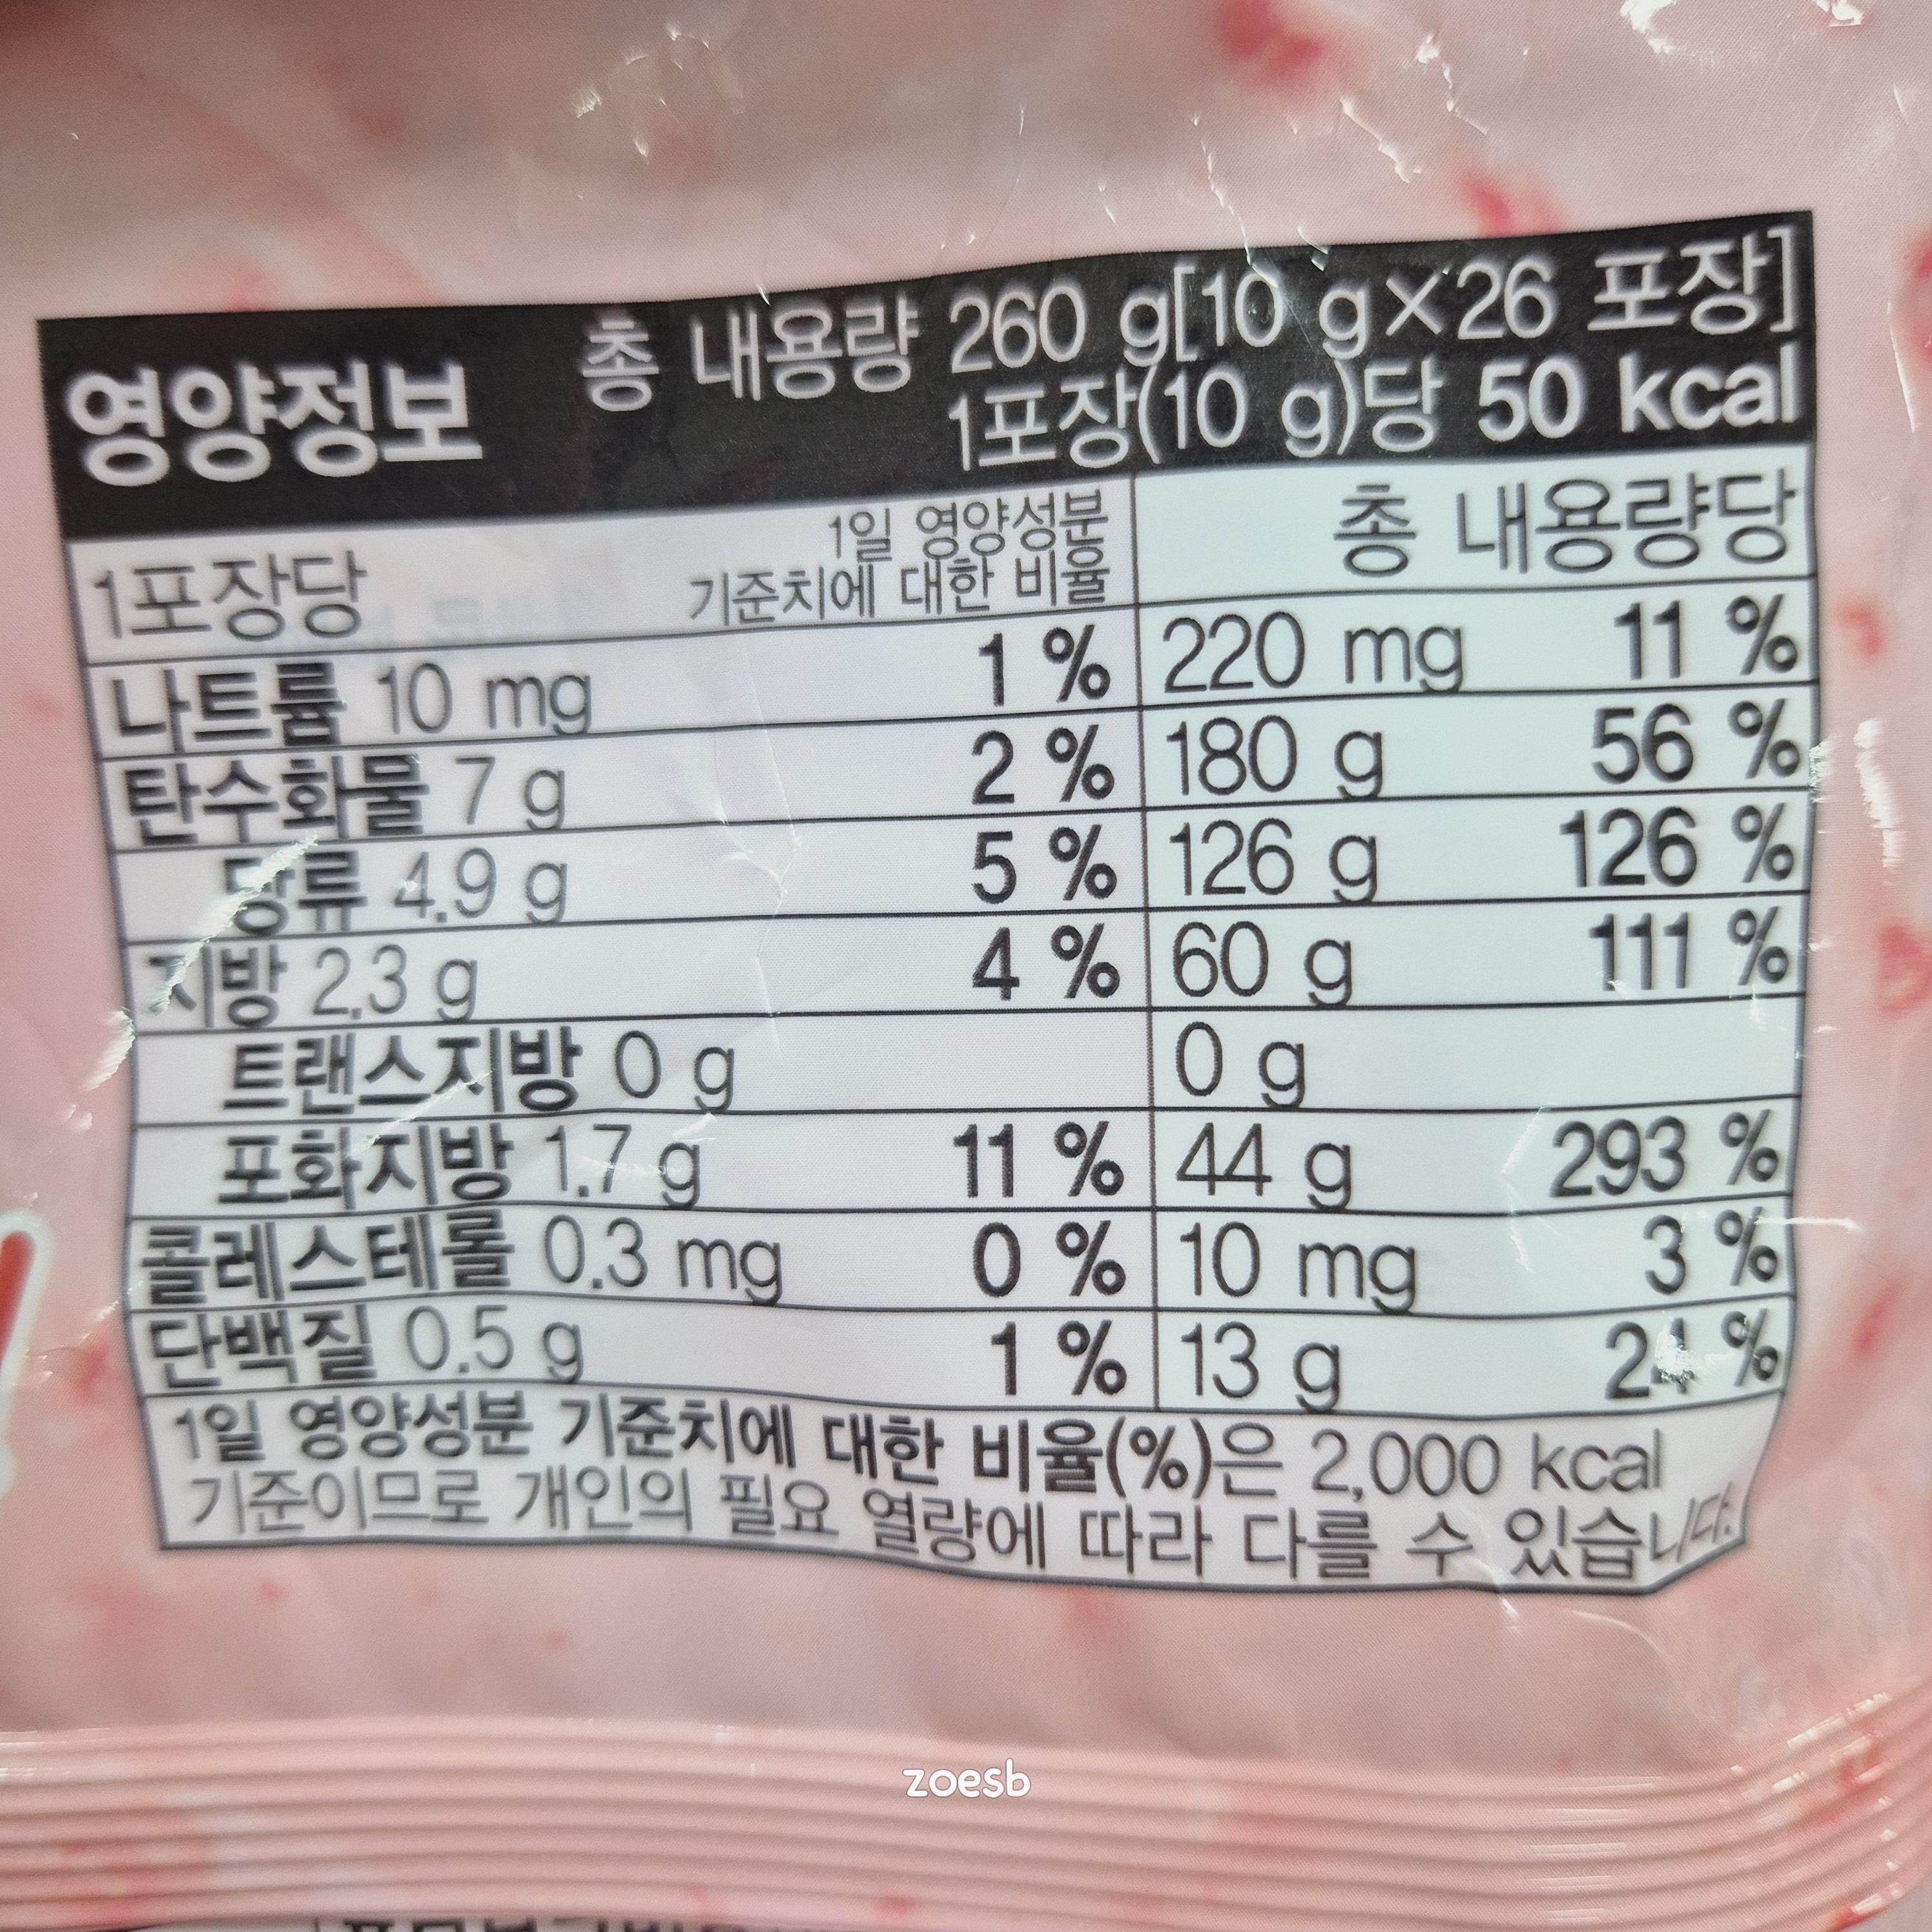 영양정보
총 내용량 260 g[10 g×26 포장]
1포장(10 g)당 50 kcal
1포장당 1일 영양성분 기준치에 대한 비율 총 내용량당
나트륨 10 mg 1 % 220 mg 11 %
탄수화물 7 g 2 % 180 g 56 %
당류 4.9 g 5 % 126 g 126 %
지방 2.3 g 4 % 60 g 111 %
트랜스지방 0 g 0 g
포화지방 1.7 g 11 % 44 g 293 %
콜레스테롤 0.3 mg 0 % 10 mg 3 %
단백질 0.5 g 1 % 13 g 24 %
1일 영양성분 기준치에 대한 비율(%)은 2,000 kcal
기준이므로 개인의 필요 열량에 따라 다를 수 있습니다.
zoesb